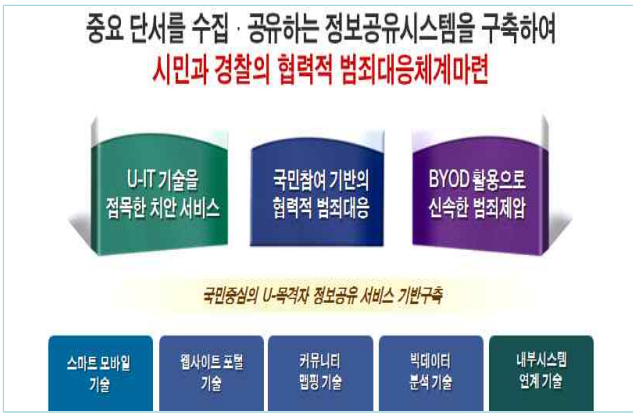 중요 단서를 수집 · 공유하는 정보공유시스템을 구축하여
시민과 경찰의 협력적 범죄대응체계마련
U-IT 기술을
접목한 치안 서비스
국민참여 기반의
협력적 범죄대응
BYOD 활용으로
신속한 범죄제압
국민중심의 U-목격자 정보공유 서비스 기반구축
스마트 모바일
기술
웹사이트 포털
기술
커뮤니티
맵핑 기술
빅데이터
분석 기술
내부시스템
연계 기술